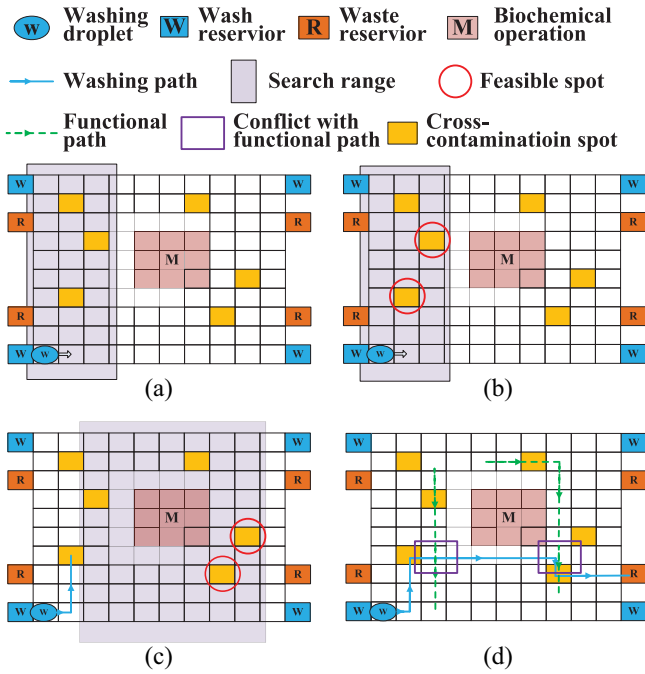 W Washing droplet
W Wash reservior
R Waste reservior
M Biochemical operation
Washing path
Search range
Feasible spot
Functional path
Conflict with functional path
Cross-contaminatioin spot
W W W W
R R R R
M M
R R R R
W W W W W W
(a) (b)
W W W W
R R R R
M M
R R R R
W W W W W W
(c) (d)